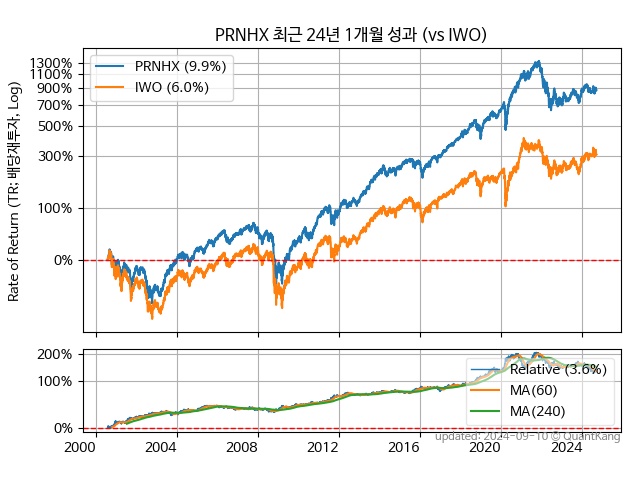 PRNHX 최근 24년 1개월 성과 (vs IWO)
Rate of Return (TR; 배당재투자, Log)
1300%
1100%
900%
700%
500%
300%
100%
0%
PRNHX (9.9%)
IWO (6.0%)
200%
100%
0%
Relative (3.6%)
MA(60)
MA(240)
2000 2004 2008 2012 2016 2020 2024
updated: 2024-09-10 © QuantKang